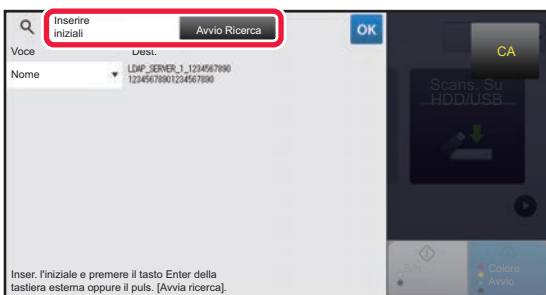 Inserire
iniziali
Avvio Ricerca
OK
CA
Voce
Dest.
Nome
LDAP_SERVER_1_1234567890
12345678901234567890
Scans. Su
HDD/USB
Inser. l'iniziale e premere il tasto Enter della
tastiera esterna oppure il puls. [Avvia ricerca].
B/N
Colore
Avvio